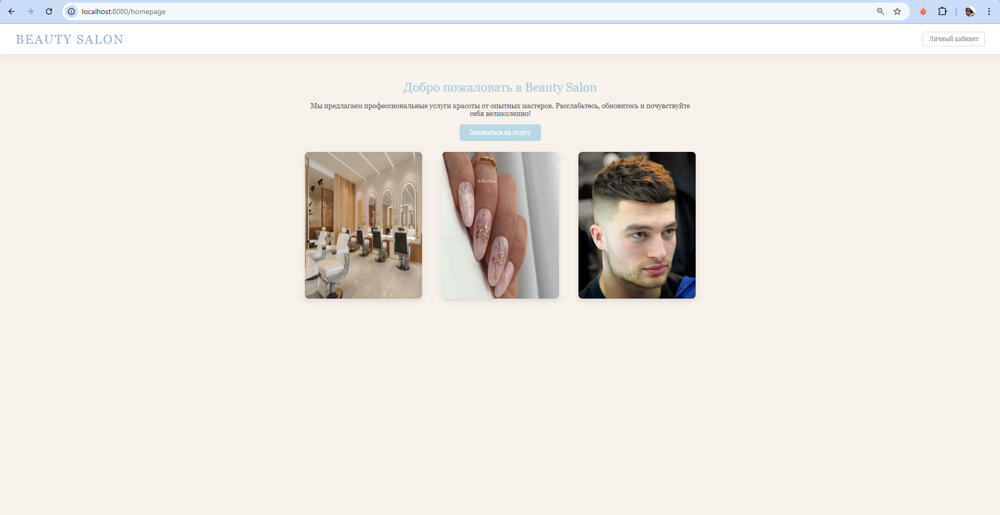 localhost:8080/homepage
BEAUTY SALON
Личный кабинет
Добро пожаловать в Beauty Salon
Мы предлагаем профессиональные услуги красоты от опытных мастеров. Расслабьтесь, обновитесь и почувствуйте
себя великолепно!
Записаться на услугу
you